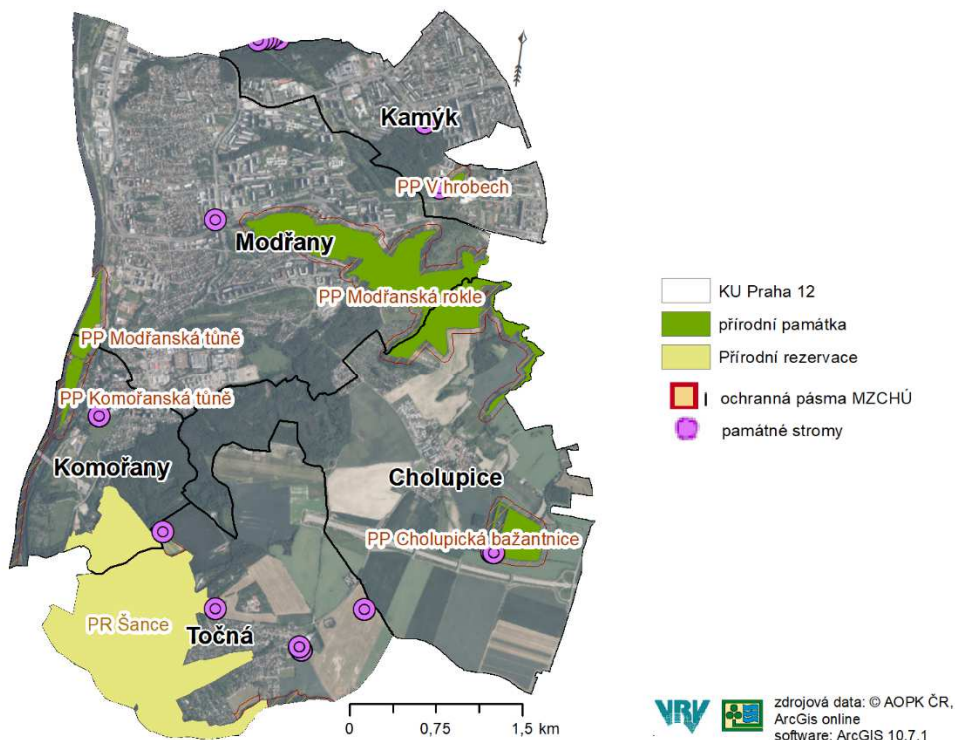 Kamýk
PP V hrobech
Modřany
PP Modřanská rokle
PP Modřanská tůně
PP Komořanská tůně
Komořany
Cholupice
PP Cholupická bažantnice
PR Šance
Točná
0 0,75 1,5 km
KU Praha 12
přírodní památka
Přírodní rezervace
ochranná pásma MZCHÚ
památné stromy
VRV
zdrojová data: © AOPK ČR,
ArcGis online
software: ArcGIS 10.7.1